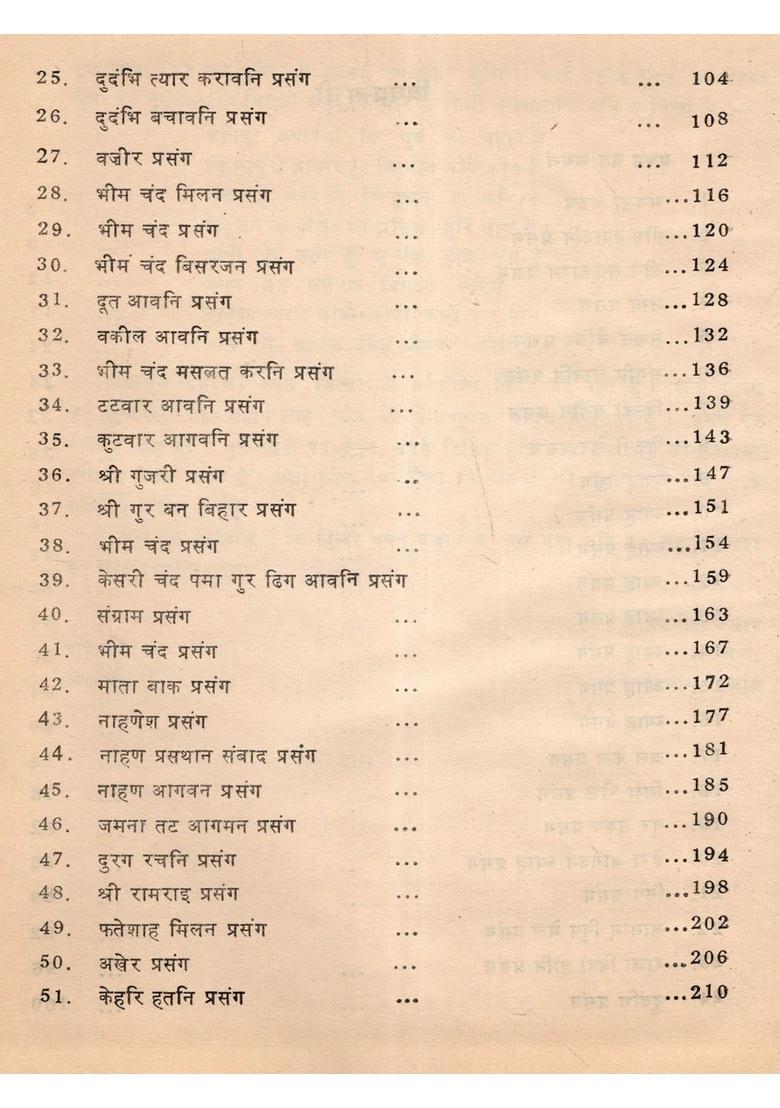 25. दुदंभि त्यार करावनि प्रसंग ... ... 104
26. दुदंभि बचावनि प्रसंग ... ... 108
27. वजीर प्रसंग ... ... 112
28. भीम चंद मिलन प्रसंग ... ...116
29. भीम चंद प्रसंग ... ...120
30. भीम चंद बिसरजन प्रसंग ... ...124
31. दूत आवनि प्रसंग ... ...128
32. वकील आवनि प्रसंग ... ...132
33. भीम चंद मसलत करनि प्रसंग ... ...136
34. टटवार आवनि प्रसंग ... ...139
35. कुटवार आगवनि प्रसंग ... ...143
36. श्री गुजरी प्रसंग ... ...147
37. श्री गुर बन बिहार प्रसंग ... ...151
38. भीम चंद प्रसंग ... ...154
39. केसरी चंद पमा गुर ढिग आवनि प्रसंग ...159
40. संग्राम प्रसंग ... ...163
41. भीम चंद प्रसंग ... ...167
42. माता बाक प्रसंग ... ...172
43. नाहणेश प्रसंग ... ...177
44. नाहण प्रसथान संबाद प्रसंग ... ...181
45. नाहण आगवन प्रसंग ... ...185
46. जमना तट आगमन प्रसंग ... ...190
47. दुरग रचनि प्रसंग ... ...194
48. श्री रामराइ प्रसंग ... ...198
49. फतेशाह मिलन प्रसंग ... ...202
50. अखेर प्रसंग ... ...206
51. केहरि हतनि प्रसंग ... ...210